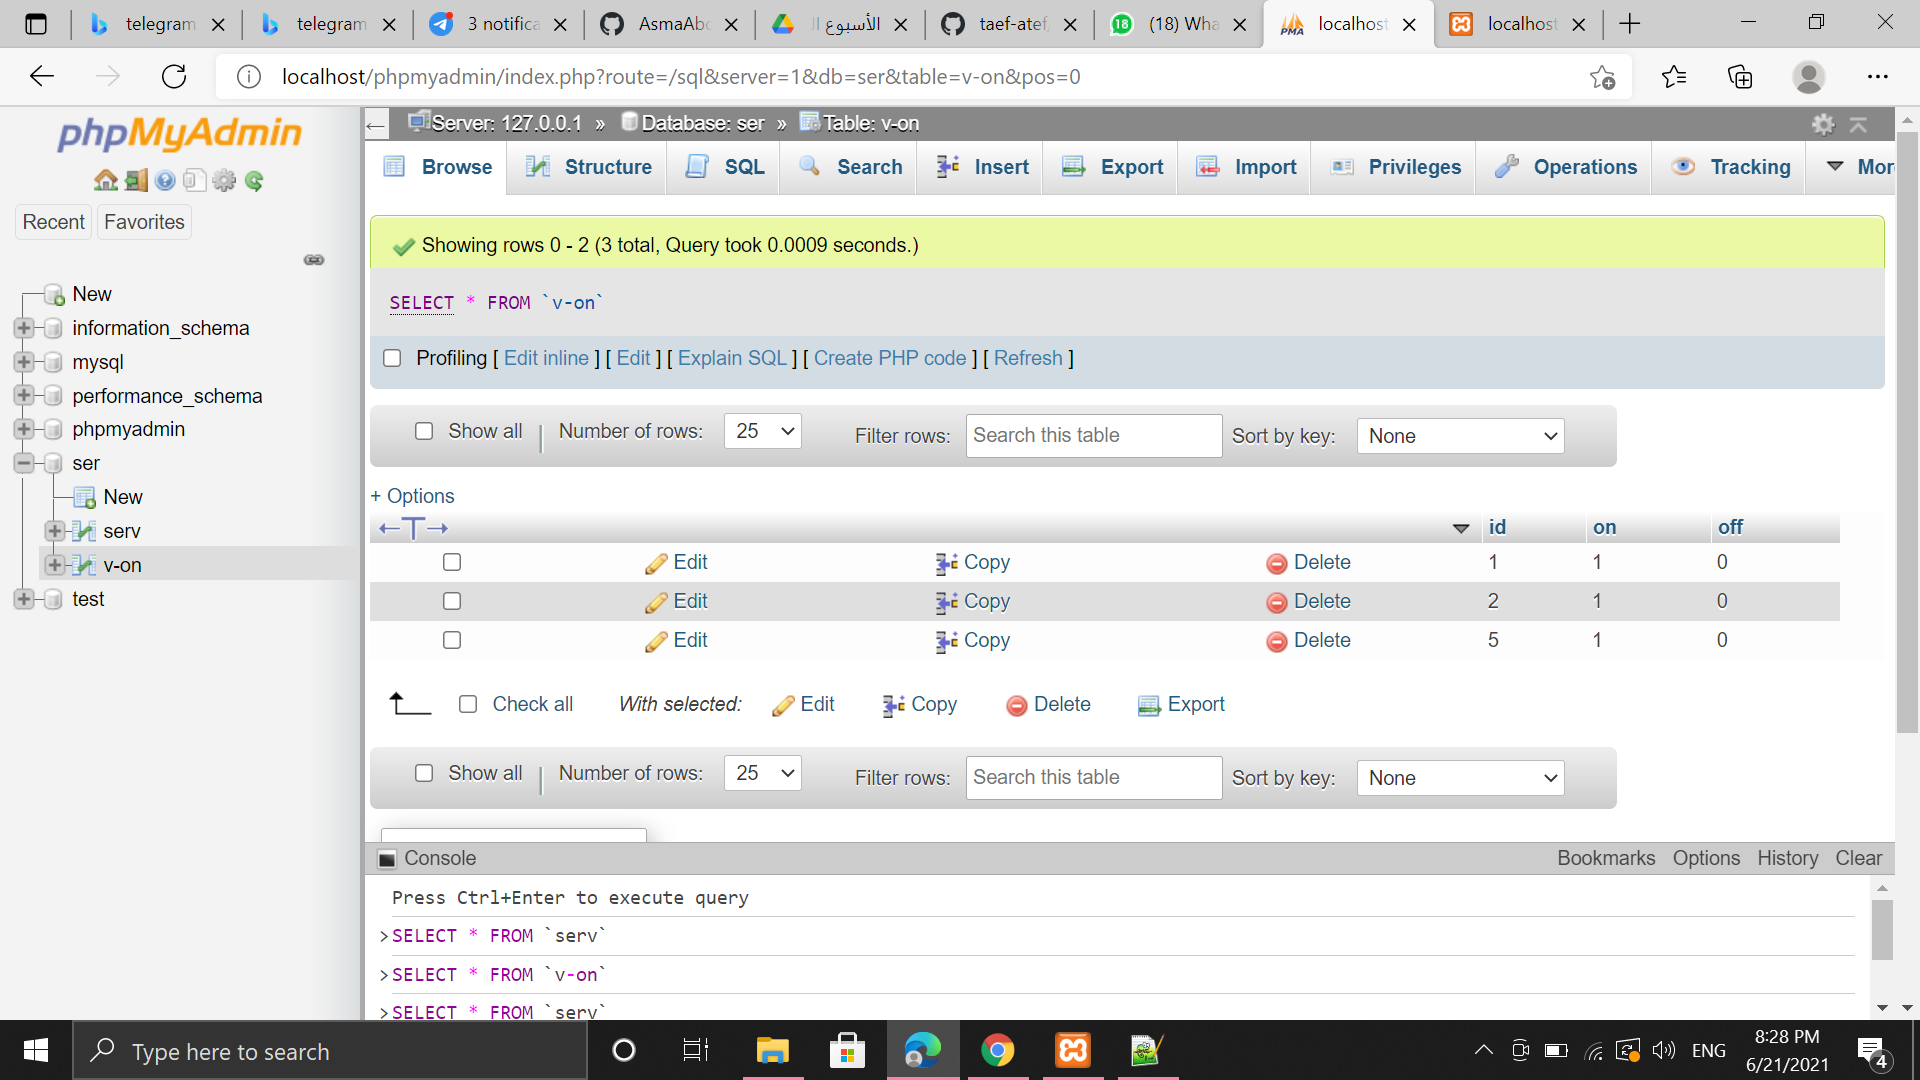 telegram
telegram
3 notifica
AsmaAbo
الأسبوع ال
taef-atef
(18) Wha
localhost
localhost
localhost/phpmyadmin/index.php?route=/sql&server=1&db=ser&table=v-on&pos=0
phpMyAdmin
Recent
Favorites
New
information_schema
mysql
performance_schema
phpmyadmin
ser
New
serv
v-on
test
Server: 127.0.0.1 » Database: ser » Table: v-on
Browse Structure SQL Search Insert Export Import Privileges Operations Tracking Mor
Showing rows 0 - 2 (3 total, Query took 0.0009 seconds.)
SELECT * FROM `v-on`
Profiling [ Edit inline ] [ Edit ] [ Explain SQL ] [ Create PHP code ] [ Refresh ]
Show all | Number of rows: 25 Filter rows: Search this table Sort by key: None
+ Options
←T→ id on off
Edit Copy Delete 1 1 0
Edit Copy Delete 2 1 0
Edit Copy Delete 5 1 0
Check all With selected: Edit Copy Delete Export
Show all | Number of rows: 25 Filter rows: Search this table Sort by key: None
Console Bookmarks Options History Clear
Press Ctrl+Enter to execute query
>SELECT * FROM `serv`
>SELECT * FROM `v-on`
>SELECT * FROM `serv`
Type here to search
ENG
8:28 PM
6/21/2021
4